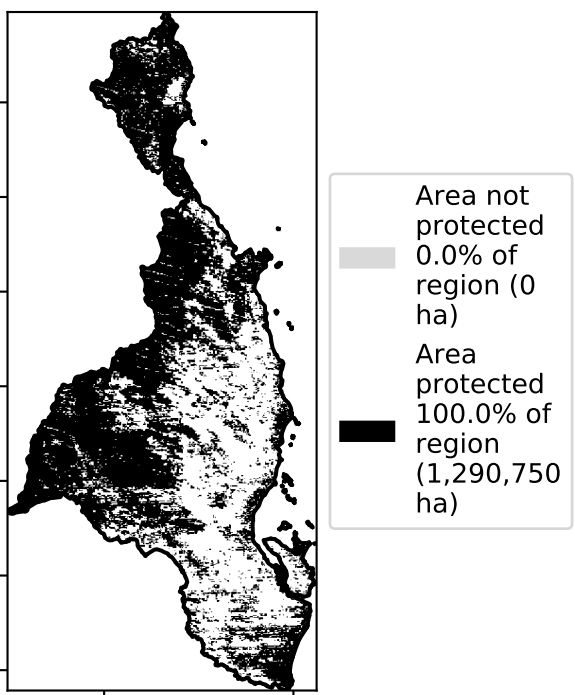 Area not
protected
0.0% of
region (0
ha)
Area
protected
100.0% of
region
(1,290,750
ha)